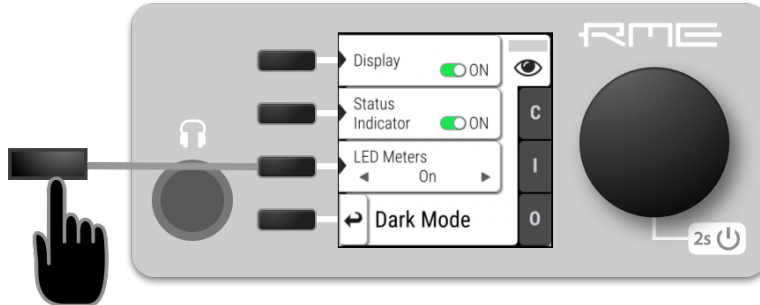 RME
Display
ON
Status
Indicator
ON
LED Meters
On
Dark Mode
C
I
O
2s